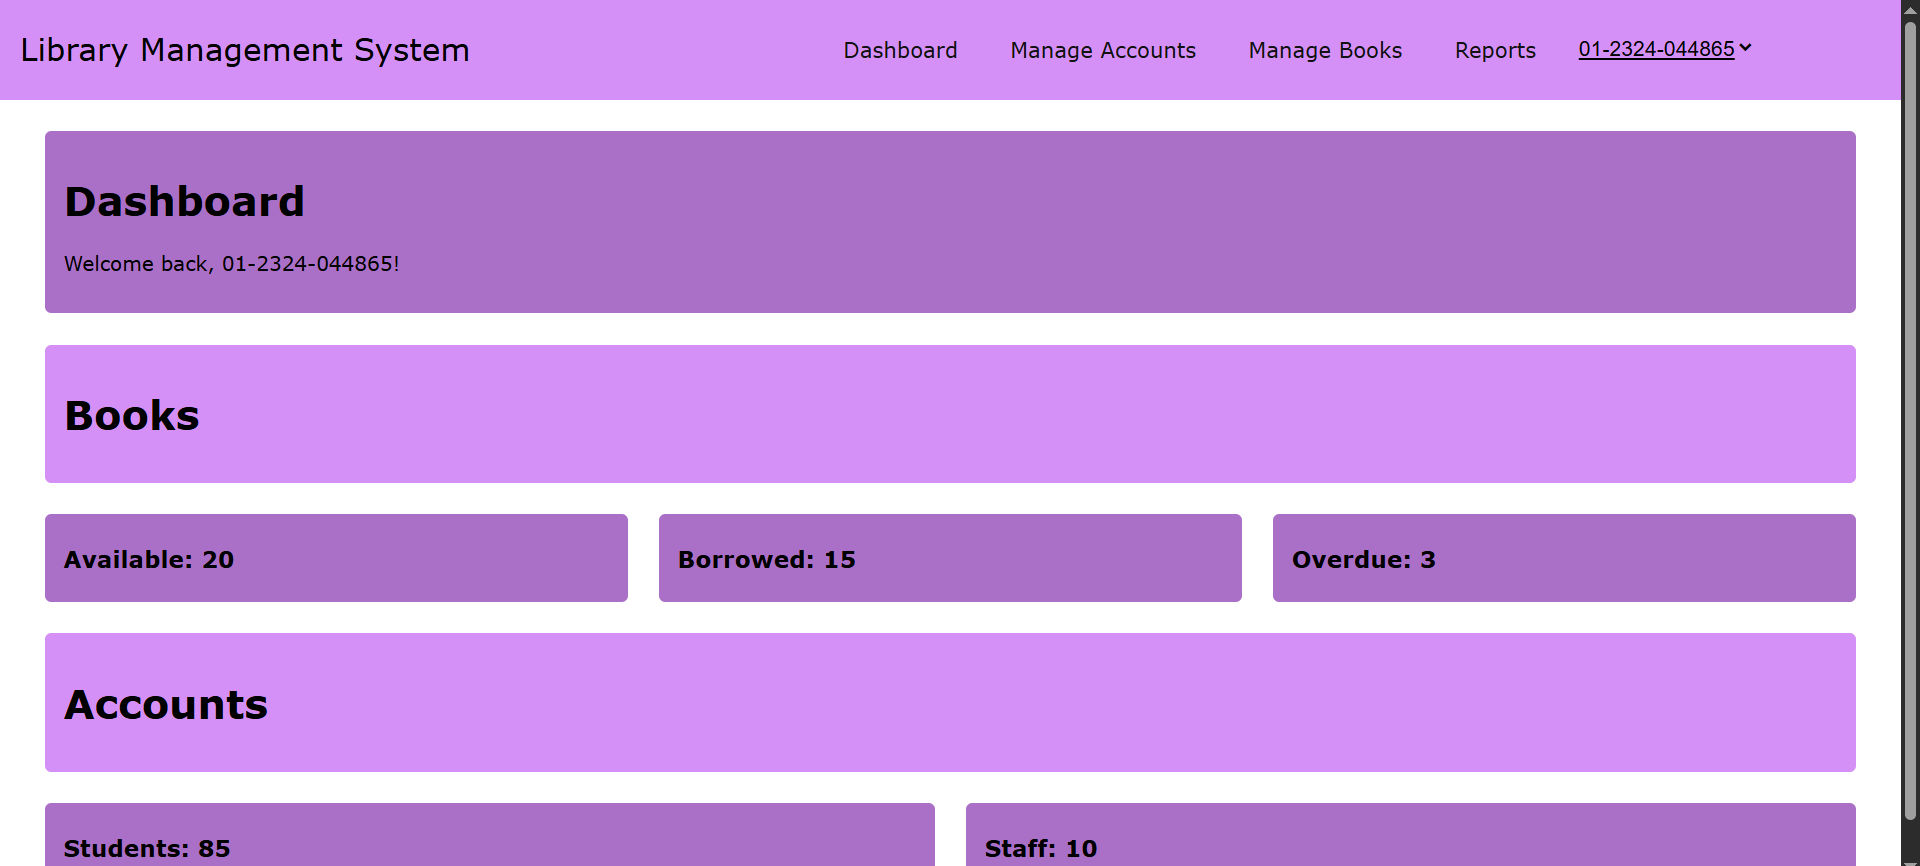 Library Management System
Dashboard Manage Accounts Manage Books Reports 01-2324-044865
Dashboard
Welcome back, 01-2324-044865!
Books
Available: 20 Borrowed: 15 Overdue: 3
Accounts
Students: 85 Staff: 10